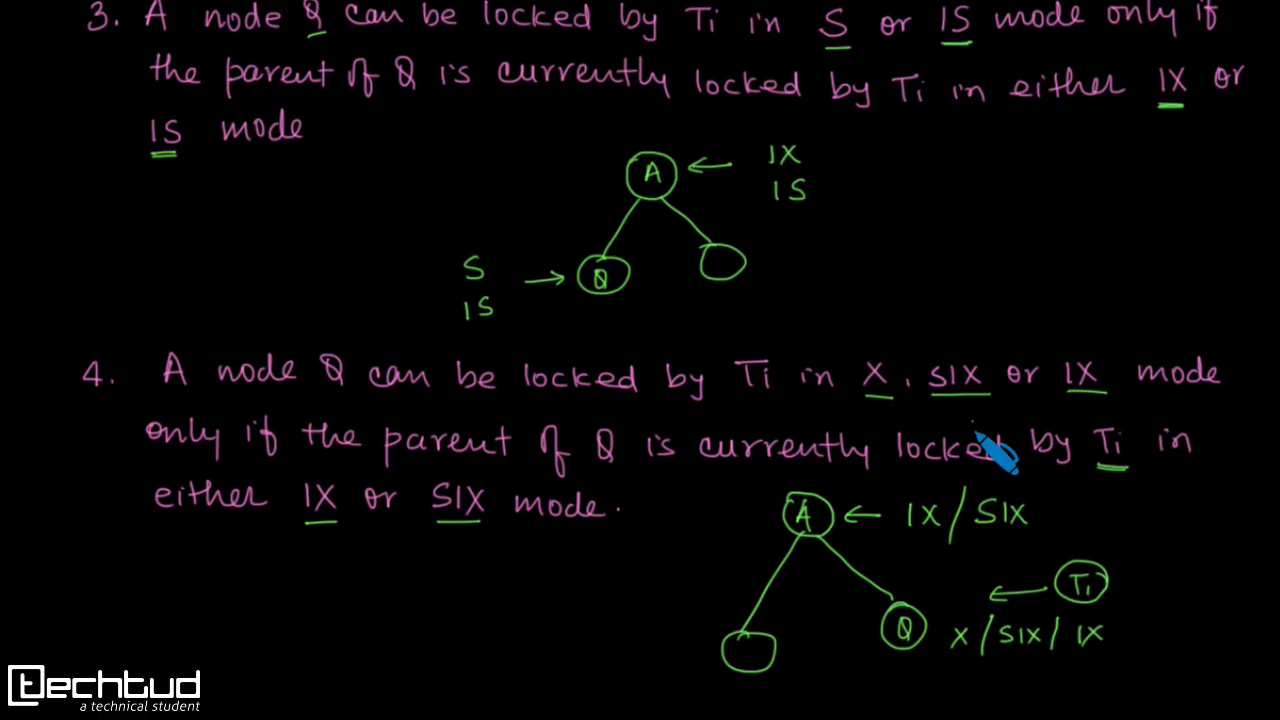 3. A node Q can be locked by Ti in S or IS mode only if
the parent of Q is currently locked by Ti in either IX or
IS mode
A ← IX
IS
S → Q
IS
4. A node Q can be locked by Ti in X, SIX or IX mode
only if the parent of Q is currently locked by Ti in
either IX or SIX mode.
A ← IX / SIX
← Ti
Q X / SIX / IX
techtud
a technical student